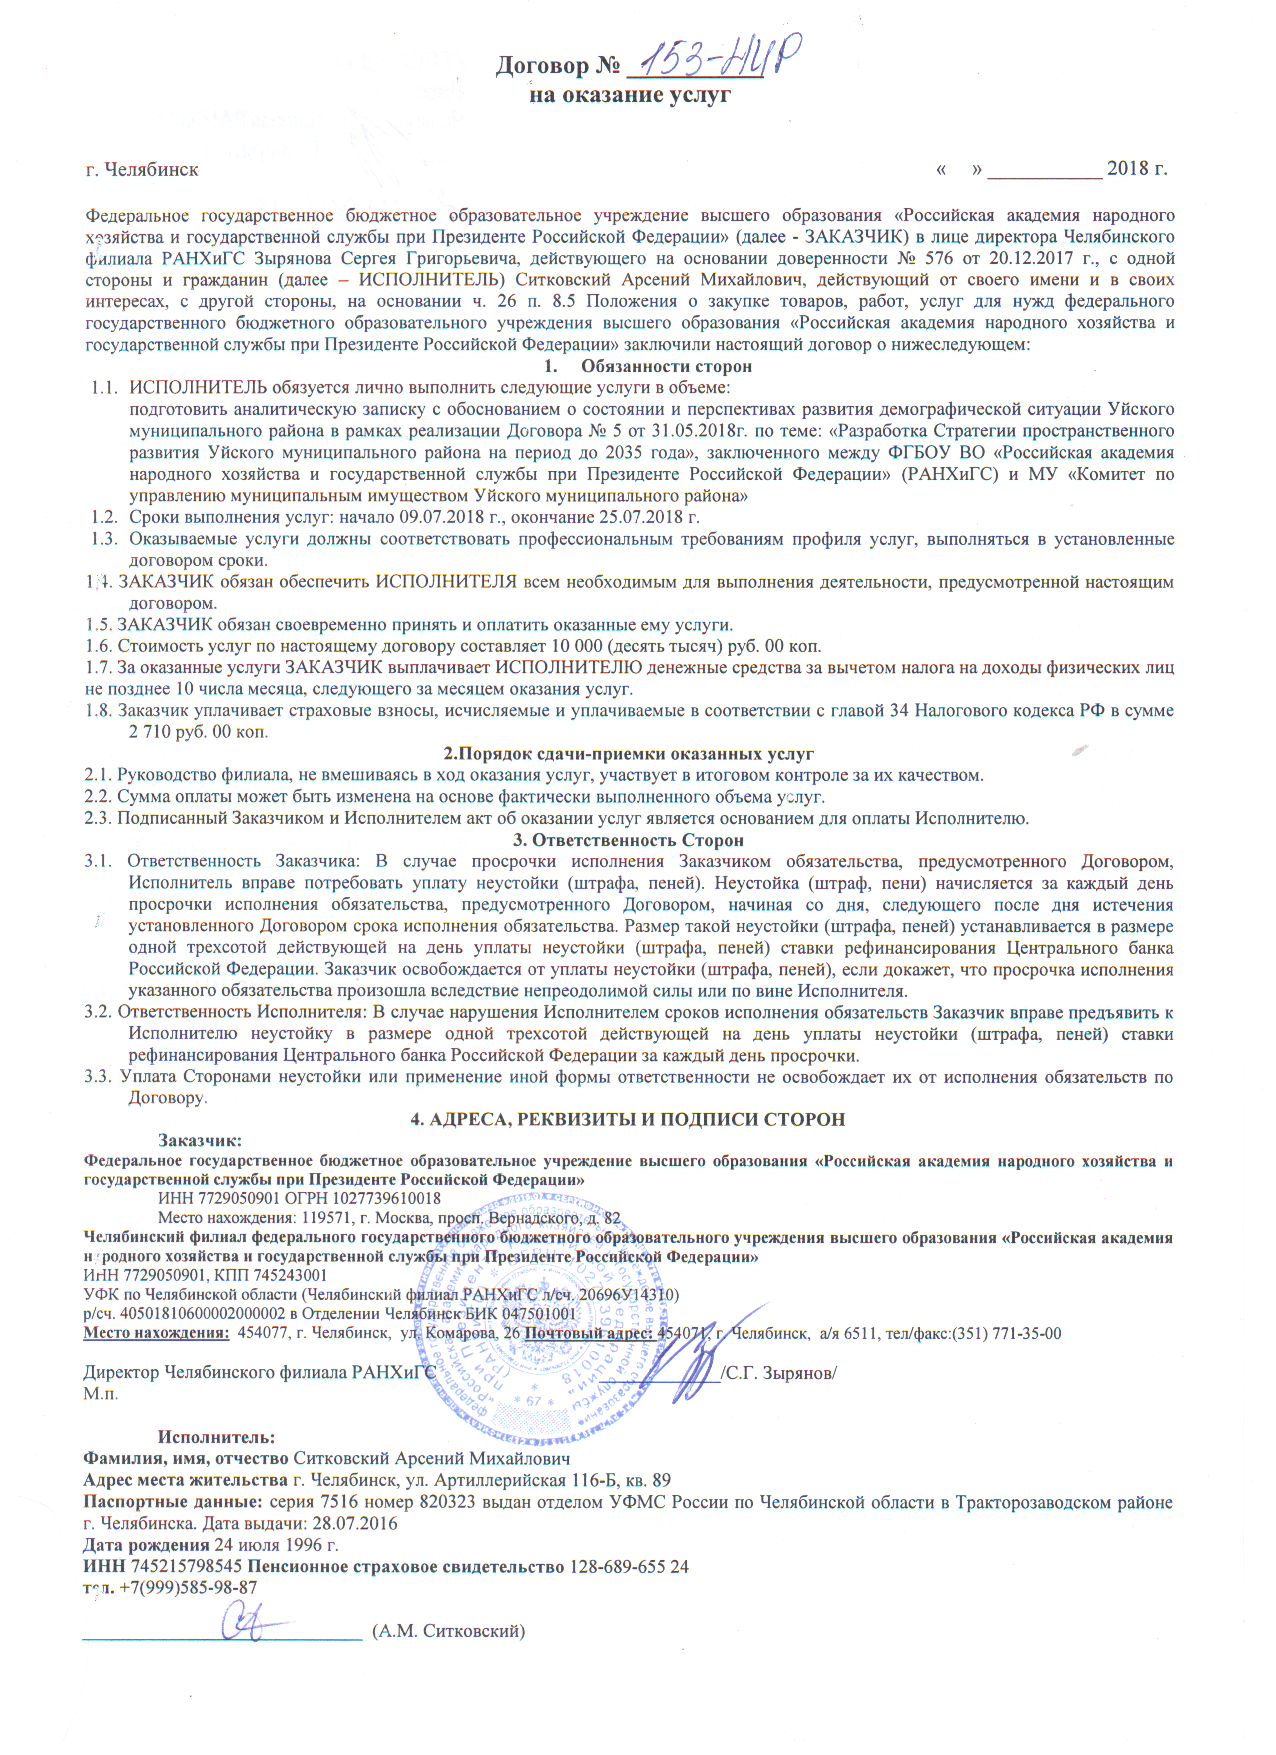 Договор № 153-НИР
на оказание услуг
г. Челябинск « » ___________ 2018 г.
Федеральное государственное бюджетное образовательное учреждение высшего образования «Российская академия народного
хозяйства и государственной службы при Президенте Российской Федерации» (далее - ЗАКАЗЧИК) в лице директора Челябинского
филиала РАНХиГС Зырянова Сергея Григорьевича, действующего на основании доверенности № 576 от 20.12.2017 г., с одной
стороны и гражданин (далее – ИСПОЛНИТЕЛЬ) Ситковский Арсений Михайлович, действующий от своего имени и в своих
интересах, с другой стороны, на основании ч. 26 п. 8.5 Положения о закупке товаров, работ, услуг для нужд федерального
государственного бюджетного образовательного учреждения высшего образования «Российская академия народного хозяйства и
государственной службы при Президенте Российской Федерации» заключили настоящий договор о нижеследующем:
1. Обязанности сторон
1.1. ИСПОЛНИТЕЛЬ обязуется лично выполнить следующие услуги в объеме:
подготовить аналитическую записку с обоснованием о состоянии и перспективах развития демографической ситуации Уйского
муниципального района в рамках реализации Договора № 5 от 31.05.2018г. по теме: «Разработка Стратегии пространственного
развития Уйского муниципального района на период до 2035 года», заключенного между ФГБОУ ВО «Российская академия
народного хозяйства и государственной службы при Президенте Российской Федерации» (РАНХиГС) и МУ «Комитет по
управлению муниципальным имуществом Уйского муниципального района»
1.2. Сроки выполнения услуг: начало 09.07.2018 г., окончание 25.07.2018 г.
1.3. Оказываемые услуги должны соответствовать профессиональным требованиям профиля услуг, выполняться в установленные
договором сроки.
1.4. ЗАКАЗЧИК обязан обеспечить ИСПОЛНИТЕЛЯ всем необходимым для выполнения деятельности, предусмотренной настоящим
договором.
1.5. ЗАКАЗЧИК обязан своевременно принять и оплатить оказанные ему услуги.
1.6. Стоимость услуг по настоящему договору составляет 10 000 (десять тысяч) руб. 00 коп.
1.7. За оказанные услуги ЗАКАЗЧИК выплачивает ИСПОЛНИТЕЛЮ денежные средства за вычетом налога на доходы физических лиц
не позднее 10 числа месяца, следующего за месяцем оказания услуг.
1.8. Заказчик уплачивает страховые взносы, исчисляемые и уплачиваемые в соответствии с главой 34 Налогового кодекса РФ в сумме
2 710 руб. 00 коп.
2.Порядок сдачи-приемки оказанных услуг
2.1. Руководство филиала, не вмешиваясь в ход оказания услуг, участвует в итоговом контроле за их качеством.
2.2. Сумма оплаты может быть изменена на основе фактически выполненного объема услуг.
2.3. Подписанный Заказчиком и Исполнителем акт об оказании услуг является основанием для оплаты Исполнителю.
3. Ответственность Сторон
3.1. Ответственность Заказчика: В случае просрочки исполнения Заказчиком обязательства, предусмотренного Договором,
Исполнитель вправе потребовать уплату неустойки (штрафа, пеней). Неустойка (штраф, пени) начисляется за каждый день
просрочки исполнения обязательства, предусмотренного Договором, начиная со дня, следующего после дня истечения
установленного Договором срока исполнения обязательства. Размер такой неустойки (штрафа, пеней) устанавливается в размере
одной трехсотой действующей на день уплаты неустойки (штрафа, пеней) ставки рефинансирования Центрального банка
Российской Федерации. Заказчик освобождается от уплаты неустойки (штрафа, пеней), если докажет, что просрочка исполнения
указанного обязательства произошла вследствие непреодолимой силы или по вине Исполнителя.
3.2. Ответственность Исполнителя: В случае нарушения Исполнителем сроков исполнения обязательств Заказчик вправе предъявить к
Исполнителю неустойку в размере одной трехсотой действующей на день уплаты неустойки (штрафа, пеней) ставки
рефинансирования Центрального банка Российской Федерации за каждый день просрочки.
3.3. Уплата Сторонами неустойки или применение иной формы ответственности не освобождает их от исполнения обязательств по
Договору.
4. АДРЕСА, РЕКВИЗИТЫ И ПОДПИСИ СТОРОН
Заказчик:
Федеральное государственное бюджетное образовательное учреждение высшего образования «Российская академия народного хозяйства и
государственной службы при Президенте Российской Федерации»
ИНН 7729050901 ОГРН 1027739610018
Место нахождения: 119571, г. Москва, просп. Вернадского, д. 82
Челябинский филиал федерального государственного бюджетного образовательного учреждения высшего образования «Российская академия
народного хозяйства и государственной службы при Президенте Российской Федерации»
ИНН 7729050901, КПП 745243001
УФК по Челябинской области (Челябинский филиал РАНХиГС л/сч. 20696У14310)
р/сч. 40501810600002000002 в Отделении Челябинск БИК 047501001
Место нахождения: 454077, г. Челябинск, ул. Комарова, 26 Почтовый адрес: 454071, г. Челябинск, а/я 6511, тел/факс:(351) 771-35-00
Директор Челябинского филиала РАНХиГС ____________/С.Г. Зырянов/
М.п.
* 67 *
Исполнитель:
Фамилия, имя, отчество Ситковский Арсений Михайлович
Адрес места жительства г. Челябинск, ул. Артиллерийская 116-Б, кв. 89
Паспортные данные: серия 7516 номер 820323 выдан отделом УФМС России по Челябинской области в Тракторозаводском районе
г. Челябинска. Дата выдачи: 28.07.2016
Дата рождения 24 июля 1996 г.
ИНН 745215798545 Пенсионное страховое свидетельство 128-689-655 24
тел. +7(999)585-98-87
____________________________ (А.М. Ситковский)